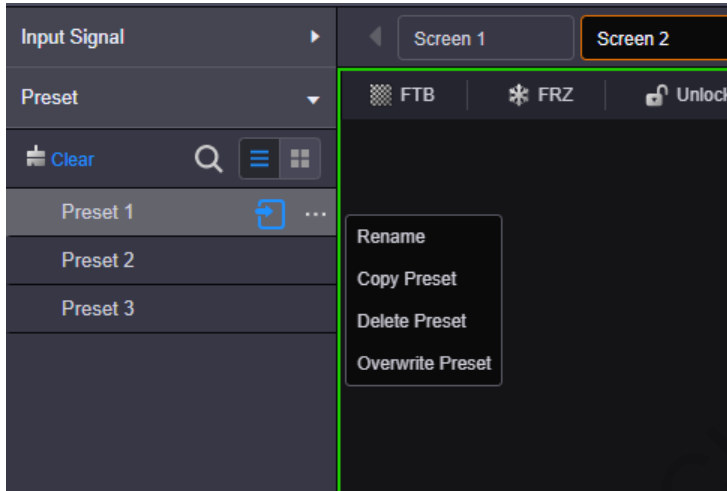 Input Signal
Screen 1
Screen 2
Preset
FTB
FRZ
Unlock
Clear
Preset 1
Preset 2
Preset 3
Rename
Copy Preset
Delete Preset
Overwrite Preset